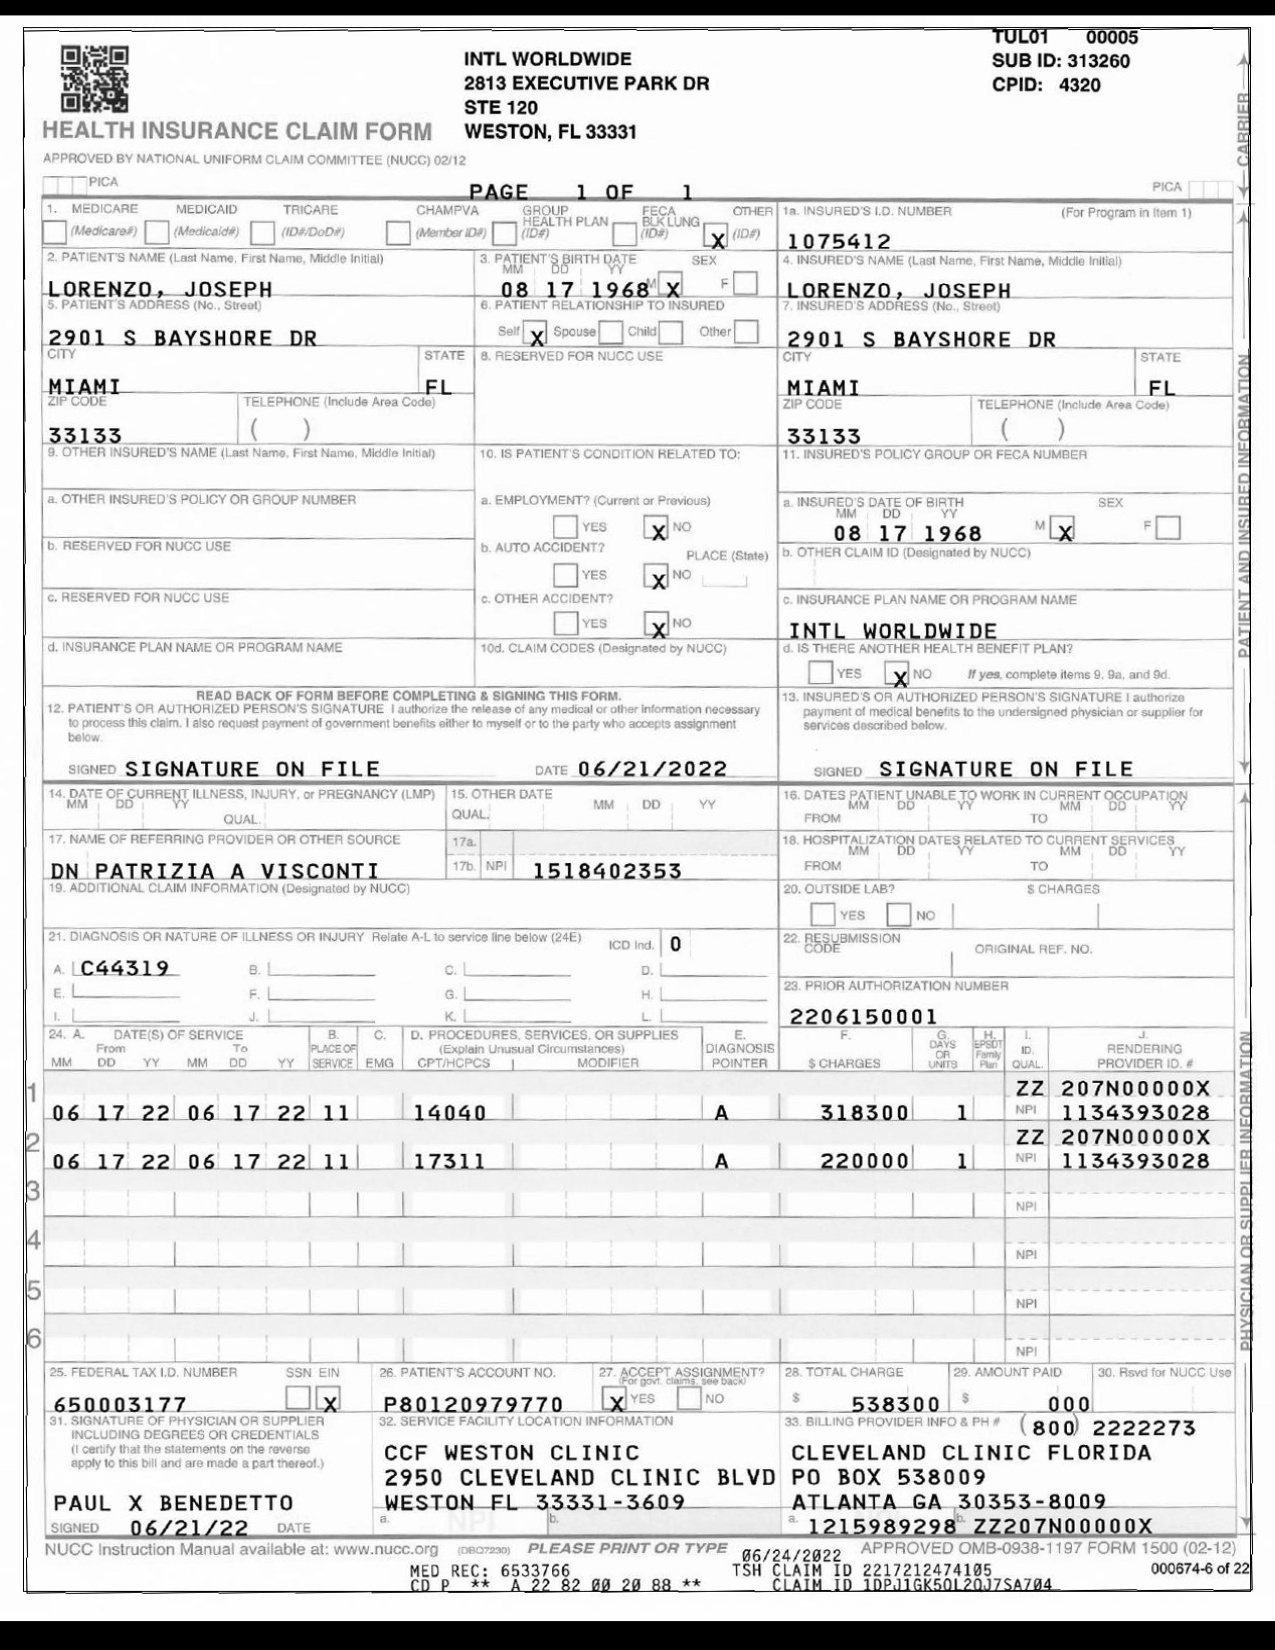 TUL01 00005
INTL WORLDWIDE
SUB ID: 313260
2813 EXECUTIVE PARK DR
CPID: 4320
STE 120
HEALTH INSURANCE CLAIM FORM
WESTON, FL 33331
APPROVED BY NATIONAL UNIFORM CLAIM COMMITTEE (NUCC) 02/12
PICA
PAGE 1 OF 1
PICA
CARRIER
1. MEDICARE MEDICAID TRICARE CHAMPVA GROUP HEALTH PLAN FECA BLK LUNG OTHER
(Medicare#) (Medicaid#) (ID#/DoD#) (Member ID#) (ID#) (ID#) X (ID#)
1a. INSURED'S I.D. NUMBER (For Program in Item 1)
1075412
2. PATIENT'S NAME (Last Name, First Name, Middle Initial)
LORENZO, JOSEPH
3. PATIENT'S BIRTH DATE SEX
MM DD YY
08 17 1968 M X F
4. INSURED'S NAME (Last Name, First Name, Middle Initial)
LORENZO, JOSEPH
5. PATIENT'S ADDRESS (No., Street)
2901 S BAYSHORE DR
6. PATIENT RELATIONSHIP TO INSURED
Self X Spouse Child Other
7. INSURED'S ADDRESS (No., Street)
2901 S BAYSHORE DR
CITY STATE
MIAMI FL
8. RESERVED FOR NUCC USE
CITY STATE
MIAMI FL
ZIP CODE TELEPHONE (Include Area Code)
33133 ( )
ZIP CODE TELEPHONE (Include Area Code)
33133 ( )
9. OTHER INSURED'S NAME (Last Name, First Name, Middle Initial)
10. IS PATIENT'S CONDITION RELATED TO:
11. INSURED'S POLICY GROUP OR FECA NUMBER
a. OTHER INSURED'S POLICY OR GROUP NUMBER
a. EMPLOYMENT? (Current or Previous)
YES X NO
a. INSURED'S DATE OF BIRTH SEX
MM DD YY
08 17 1968 M X F
b. RESERVED FOR NUCC USE
b. AUTO ACCIDENT? PLACE (State)
YES X NO
b. OTHER CLAIM ID (Designated by NUCC)
c. RESERVED FOR NUCC USE
c. OTHER ACCIDENT?
YES X NO
c. INSURANCE PLAN NAME OR PROGRAM NAME
INTL WORLDWIDE
d. INSURANCE PLAN NAME OR PROGRAM NAME
10d. CLAIM CODES (Designated by NUCC)
d. IS THERE ANOTHER HEALTH BENEFIT PLAN?
YES X NO If yes, complete items 9, 9a, and 9d.
PATIENT AND INSURED INFORMATION
READ BACK OF FORM BEFORE COMPLETING & SIGNING THIS FORM.
12. PATIENT'S OR AUTHORIZED PERSON'S SIGNATURE I authorize the release of any medical or other information necessary
to process this claim. I also request payment of government benefits either to myself or to the party who accepts assignment
below.
SIGNED SIGNATURE ON FILE DATE 06/21/2022
13. INSURED'S OR AUTHORIZED PERSON'S SIGNATURE I authorize
payment of medical benefits to the undersigned physician or supplier for
services described below.
SIGNED SIGNATURE ON FILE
14. DATE OF CURRENT ILLNESS, INJURY, or PREGNANCY (LMP)
MM DD YY
QUAL.
15. OTHER DATE
QUAL. MM DD YY
16. DATES PATIENT UNABLE TO WORK IN CURRENT OCCUPATION
MM DD YY MM DD YY
FROM TO
17. NAME OF REFERRING PROVIDER OR OTHER SOURCE
DN PATRIZIA A VISCONTI
17a.
17b. NPI 1518402353
18. HOSPITALIZATION DATES RELATED TO CURRENT SERVICES
MM DD YY MM DD YY
FROM TO
19. ADDITIONAL CLAIM INFORMATION (Designated by NUCC)
20. OUTSIDE LAB? $ CHARGES
YES NO
21. DIAGNOSIS OR NATURE OF ILLNESS OR INJURY Relate A-L to service line below (24E) ICD Ind. 0
A. C44319 B. C. D.
E. F. G. H.
I. J. K. L.
22. RESUBMISSION CODE ORIGINAL REF. NO.
23. PRIOR AUTHORIZATION NUMBER
2206150001
24. A. DATE(S) OF SERVICE B. C. D. PROCEDURES, SERVICES, OR SUPPLIES E. F. G. H. I. J.
From To PLACE OF (Explain Unusual Circumstances) DIAGNOSIS DAYS OR EPSDT Family ID. RENDERING
MM DD YY MM DD YY SERVICE EMG CPT/HCPCS MODIFIER POINTER $ CHARGES UNITS Plan QUAL. PROVIDER ID. #
1
ZZ 207N00000X
06 17 22 06 17 22 11 14040 A 318300 1 NPI 1134393028
2
ZZ 207N00000X
06 17 22 06 17 22 11 17311 A 220000 1 NPI 1134393028
3
NPI
4
NPI
5
NPI
6
NPI
PHYSICIAN OR SUPPLIER INFORMATION
25. FEDERAL TAX I.D. NUMBER SSN EIN
650003177 X
26. PATIENT'S ACCOUNT NO.
P80120979770
27. ACCEPT ASSIGNMENT?
(For govt. claims, see back)
X YES NO
28. TOTAL CHARGE
$ 538300
29. AMOUNT PAID
$ 000
30. Rsvd for NUCC Use
31. SIGNATURE OF PHYSICIAN OR SUPPLIER
INCLUDING DEGREES OR CREDENTIALS
(I certify that the statements on the reverse
apply to this bill and are made a part thereof.)
PAUL X BENEDETTO
SIGNED 06/21/22 DATE
32. SERVICE FACILITY LOCATION INFORMATION
CCF WESTON CLINIC
2950 CLEVELAND CLINIC BLVD
WESTON FL 33331-3609
a. NPI b.
33. BILLING PROVIDER INFO & PH # (800) 2222273
CLEVELAND CLINIC FLORIDA
PO BOX 538009
ATLANTA GA 30353-8009
a. 1215989298 b. ZZ207N00000X
NUCC Instruction Manual available at: www.nucc.org (DBO7230) PLEASE PRINT OR TYPE 06/24/2022 APPROVED OMB-0938-1197 FORM 1500 (02-12)
MED REC: 6533766 TSH CLAIM ID 2217212474105 000674-6 of 22
CD P ** A 22 82 00 20 88 ** CLAIM ID 1DPJ1GK5QL2QJ7SA704